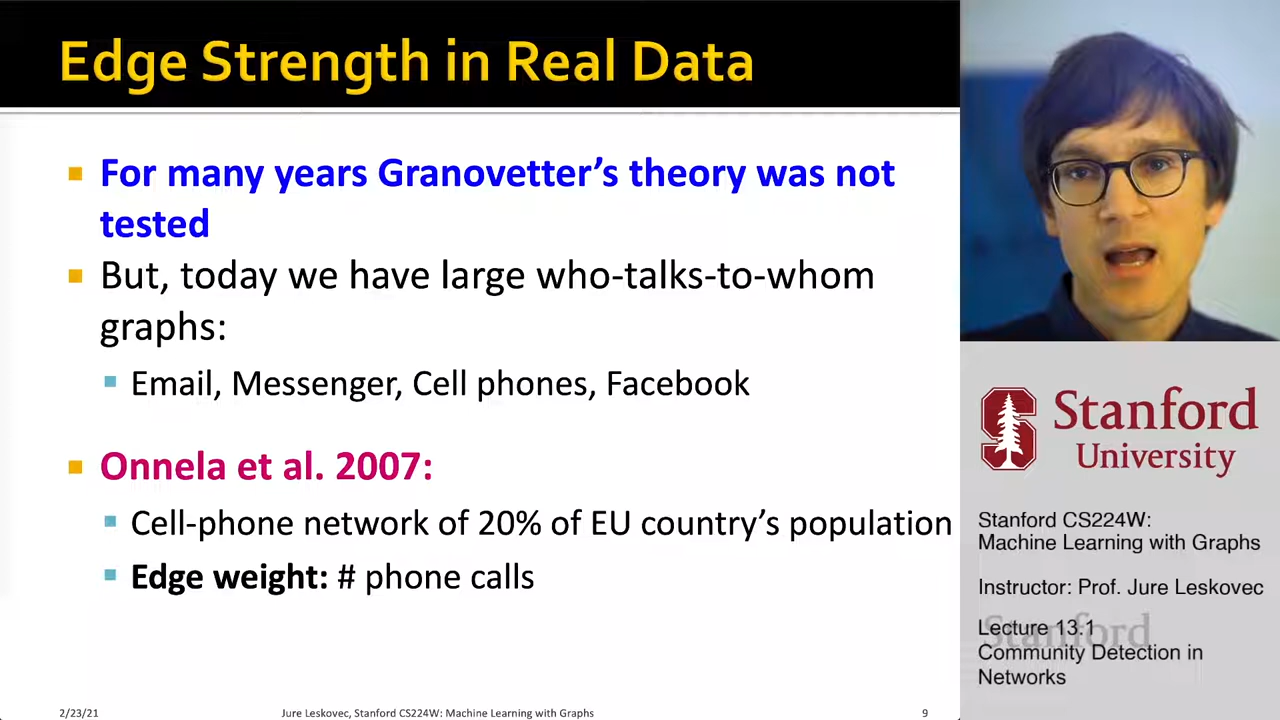 Edge Strength in Real Data
For many years Granovetter's theory was not
tested
But, today we have large who-talks-to-whom
graphs:
Email, Messenger, Cell phones, Facebook
Onnela et al. 2007:
Cell-phone network of 20% of EU country's population
Edge weight: # phone calls
2/23/21
Jure Leskovec, Stanford CS224W: Machine Learning with Graphs
9
Stanford
University
Stanford CS224W:
Machine Learning with Graphs
Instructor: Prof. Jure Leskovec
Stanford
Lecture 13.1
Community Detection in
Networks